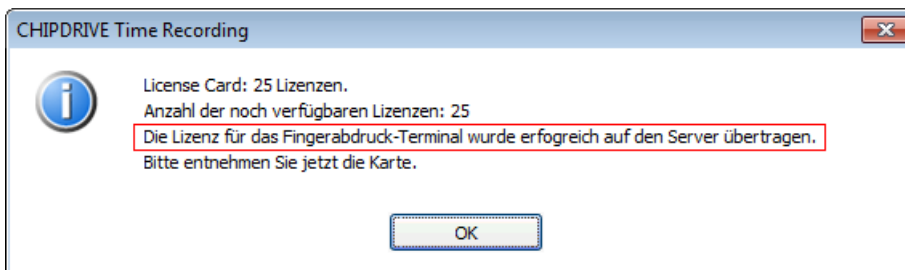 CHIPDRIVE Time Recording
License Card: 25 Lizenzen.
Anzahl der noch verfügbaren Lizenzen: 25
Die Lizenz für das Fingerabdruck-Terminal wurde erfogreich auf den Server übertragen.
Bitte entnehmen Sie jetzt die Karte.
OK